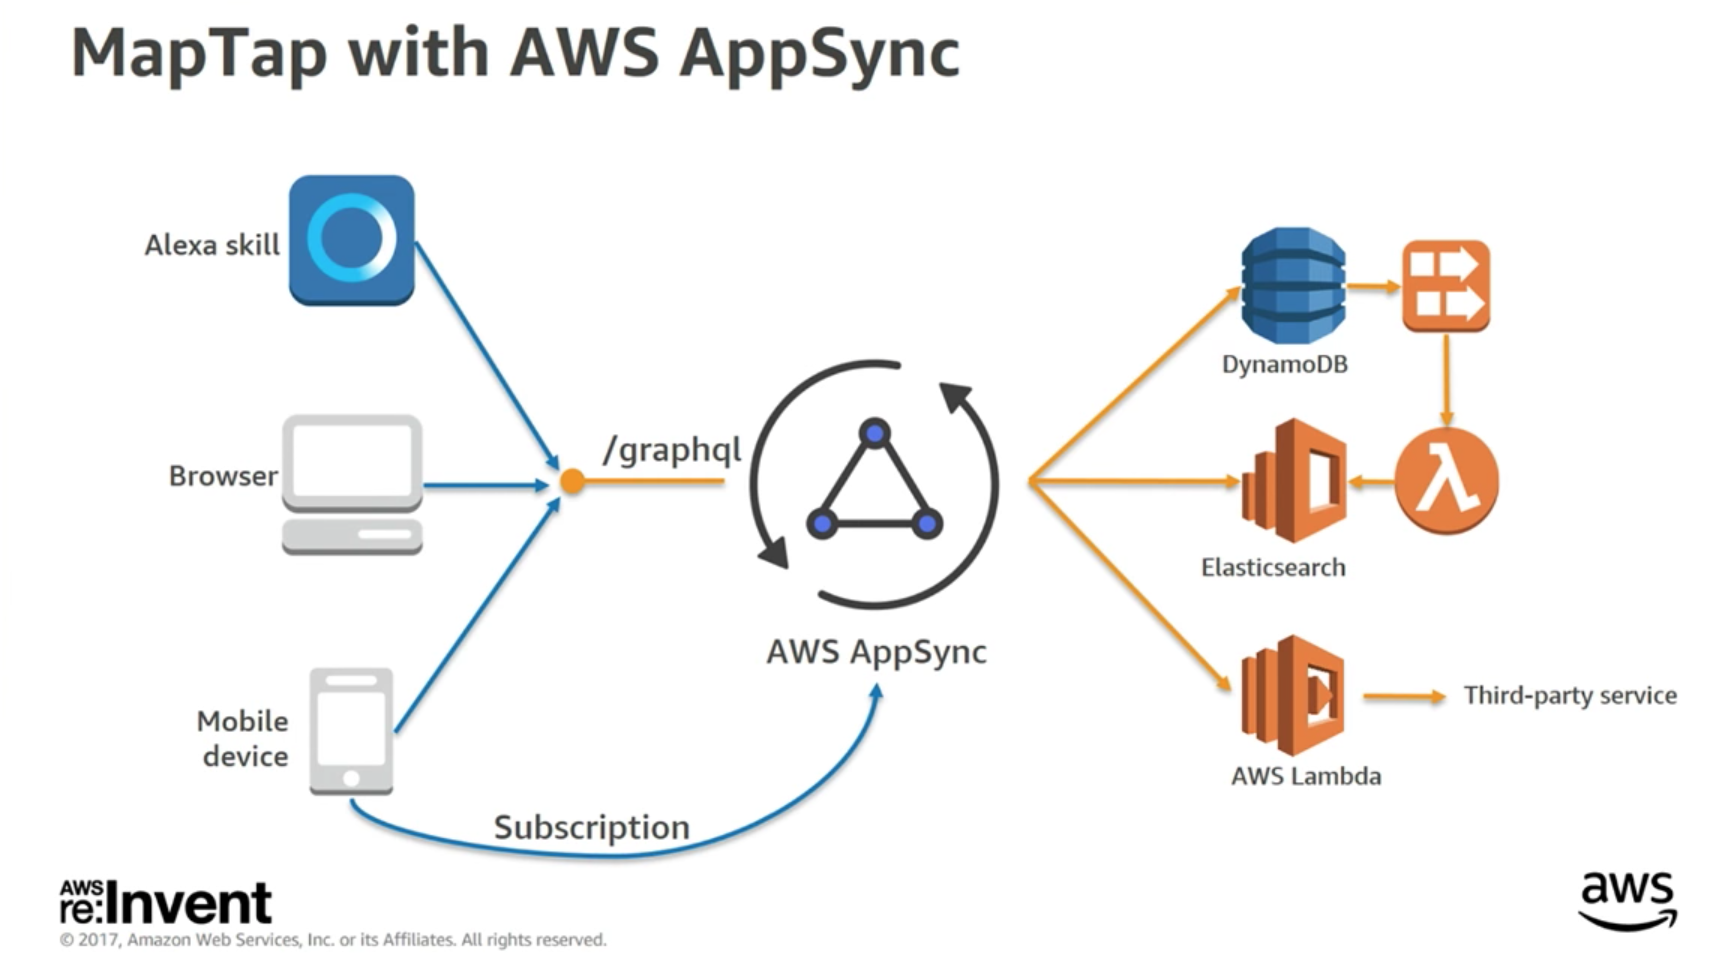 MapTap with AWS AppSync
Alexa skill
Browser
Mobile
device
/graphql
AWS AppSync
Subscription
DynamoDB
Elasticsearch
λ
AWS Lambda
Third-party service
AWS
re:Invent
© 2017, Amazon Web Services, Inc. or its Affiliates. All rights reserved.
aws